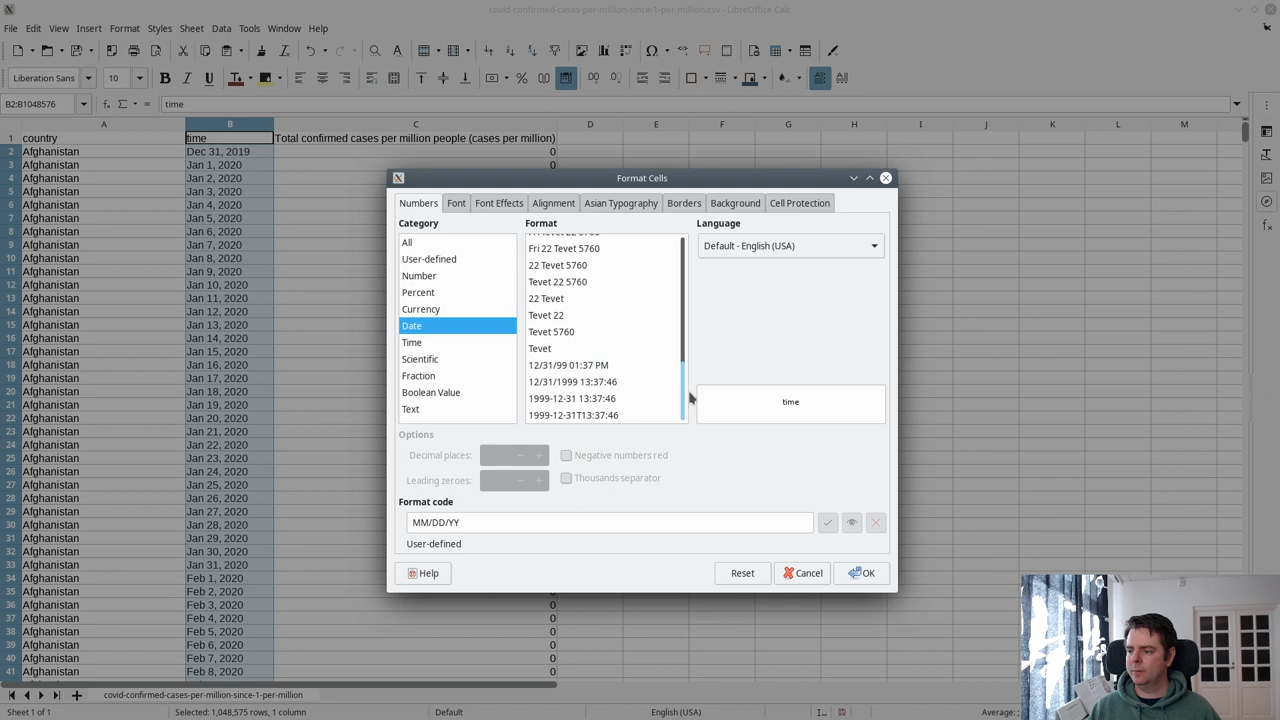 covid-confirmed-cases-per-million-since-1-per-million.csv - LibreOffice Calc
File Edit View Insert Format Styles Sheet Data Tools Window Help
Liberation Sans 10
B2:B1048576 time
A B C D E F G H I J K L M
1 country time Total confirmed cases per million people (cases per million)
2 Afghanistan Dec 31, 2019 0
3 Afghanistan Jan 1, 2020 0
4 Afghanistan Jan 2, 2020
5 Afghanistan Jan 3, 2020
6 Afghanistan Jan 4, 2020
7 Afghanistan Jan 5, 2020
8 Afghanistan Jan 6, 2020
9 Afghanistan Jan 7, 2020
10 Afghanistan Jan 8, 2020
11 Afghanistan Jan 9, 2020
12 Afghanistan Jan 10, 2020
13 Afghanistan Jan 11, 2020
14 Afghanistan Jan 12, 2020
15 Afghanistan Jan 13, 2020
16 Afghanistan Jan 14, 2020
17 Afghanistan Jan 15, 2020
18 Afghanistan Jan 16, 2020
19 Afghanistan Jan 17, 2020
20 Afghanistan Jan 18, 2020
21 Afghanistan Jan 19, 2020
22 Afghanistan Jan 20, 2020
23 Afghanistan Jan 21, 2020
24 Afghanistan Jan 22, 2020
25 Afghanistan Jan 23, 2020
26 Afghanistan Jan 24, 2020
27 Afghanistan Jan 25, 2020
28 Afghanistan Jan 26, 2020
29 Afghanistan Jan 27, 2020
30 Afghanistan Jan 28, 2020
31 Afghanistan Jan 29, 2020
32 Afghanistan Jan 30, 2020
33 Afghanistan Jan 31, 2020
34 Afghanistan Feb 1, 2020 0
35 Afghanistan Feb 2, 2020 0
36 Afghanistan Feb 3, 2020 0
37 Afghanistan Feb 4, 2020 0
38 Afghanistan Feb 5, 2020 0
39 Afghanistan Feb 6, 2020 0
40 Afghanistan Feb 7, 2020 0
41 Afghanistan Feb 8, 2020 0
Format Cells
Numbers Font Font Effects Alignment Asian Typography Borders Background Cell Protection
Category
All
User-defined
Number
Percent
Currency
Date
Time
Scientific
Fraction
Boolean Value
Text
Format
Fri 22 Tevet 5760
22 Tevet 5760
Tevet 22 5760
22 Tevet
Tevet 22
Tevet 5760
Tevet
12/31/99 01:37 PM
12/31/1999 13:37:46
1999-12-31 13:37:46
1999-12-31T13:37:46
Language
Default - English (USA)
time
Options
Decimal places:
Negative numbers red
Leading zeroes:
Thousands separator
Format code
MM/DD/YY
User-defined
Help Reset Cancel OK
covid-confirmed-cases-per-million-since-1-per-million
Sheet 1 of 1 Selected: 1,048,575 rows, 1 column Default English (USA) Average: ;